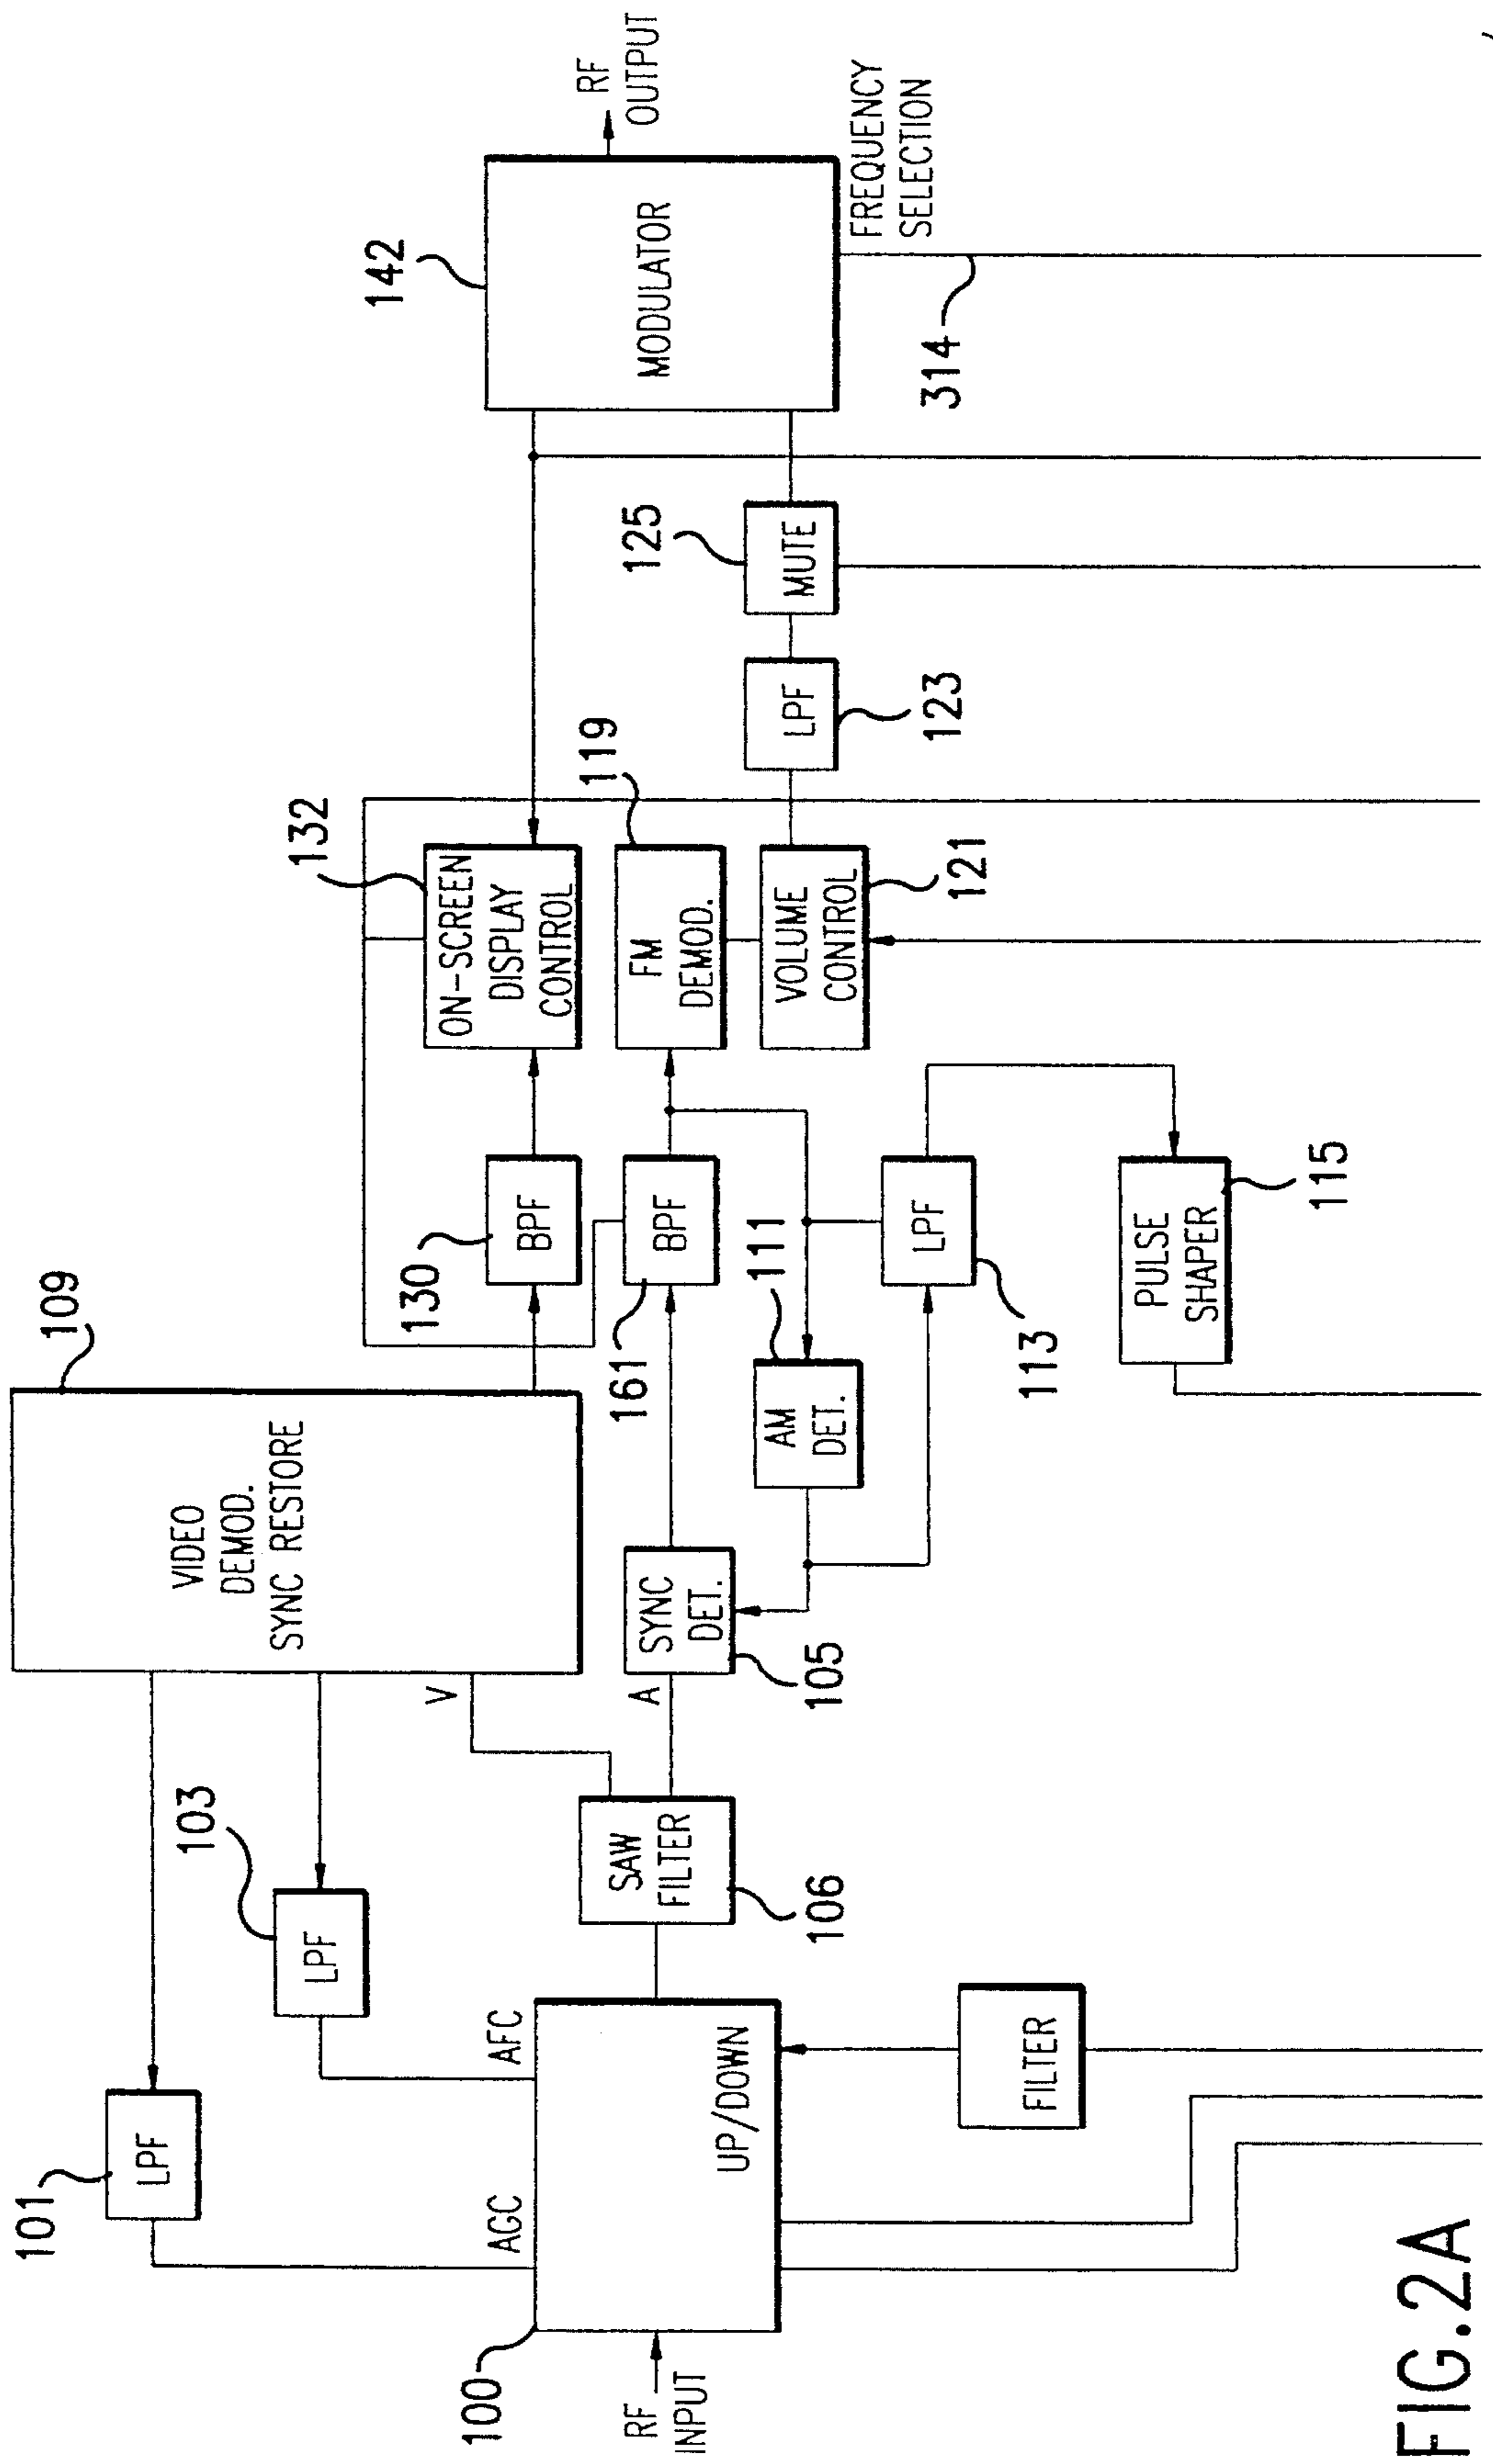 101
LPF
103
LPF
AGC
AFC
100
RF
INPUT
UP/DOWN
FILTER
SAW
FILTER
106
V
A
109
VIDEO
DEMOD.
SYNC RESTORE
SYNC
DET.
105
AM
DET.
111
130
BPF
161
BPF
LPF
113
PULSE
SHAPER
115
132
ON-SCREEN
DISPLAY
CONTROL
119
FM
DEMOD.
VOLUME
CONTROL
121
LPF
123
125
MUTE
142
MODULATOR
RF
OUTPUT
FREQUENCY
SELECTION
314
FIG.2A